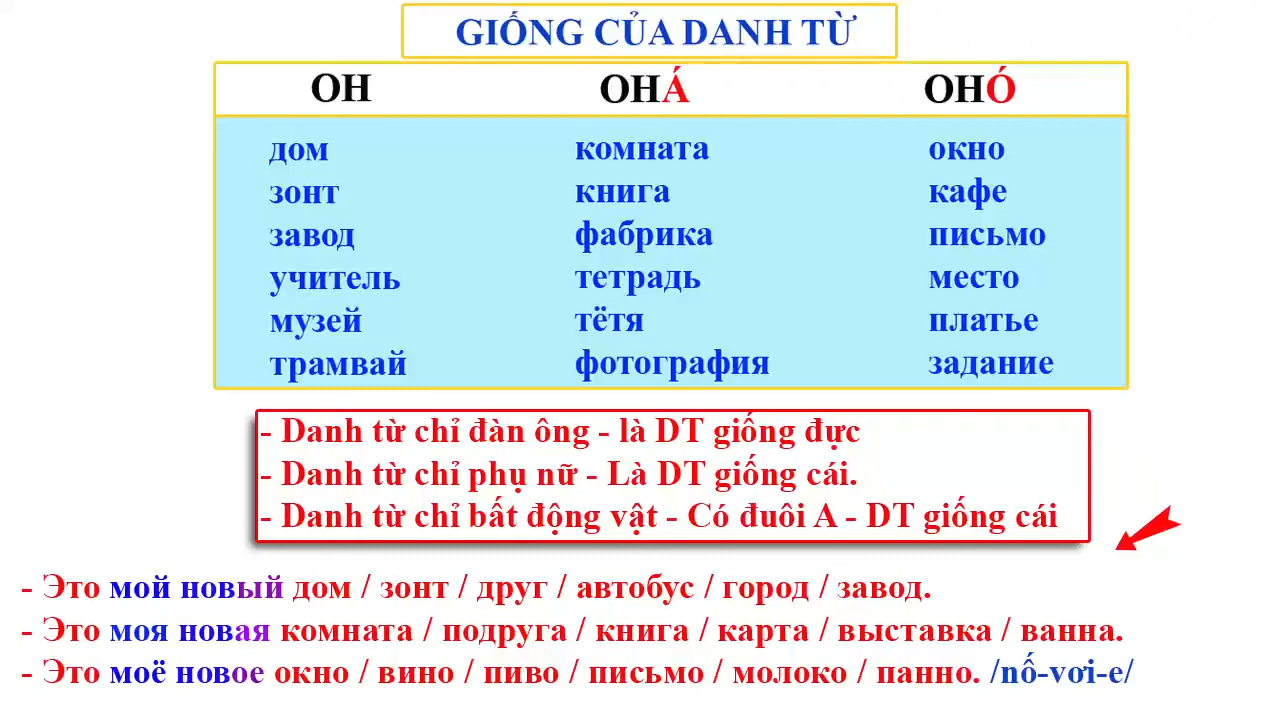 GIỐNG CỦA DANH TỪ
ОН ОНÁ ОНÓ
дом комната окно
зонт книга кафе
завод фабрика письмо
учитель тетрадь место
музей тётя платье
трамвай фотография задание
- Danh từ chỉ đàn ông - là DT giống đực
- Danh từ chỉ phụ nữ - Là DT giống cái.
- Danh từ chỉ bất động vật - Có đuôi A - DT giống cái
- Это мой новый дом / зонт / друг / автобус / город / завод.
- Это моя новая комната / подруга / книга / карта / выставка / ванна.
- Это моё новое окно / вино / пиво / письмо / молоко / панно. /nố-vơi-e/